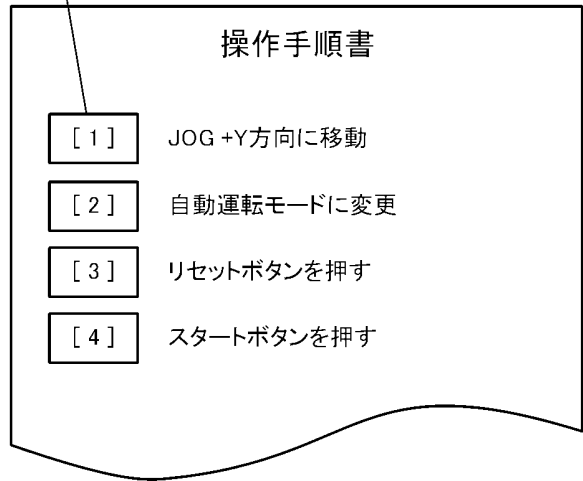 操作手順書
[ 1 ] JOG +Y方向に移動
[ 2 ] 自動運転モードに変更
[ 3 ] リセットボタンを押す
[ 4 ] スタートボタンを押す